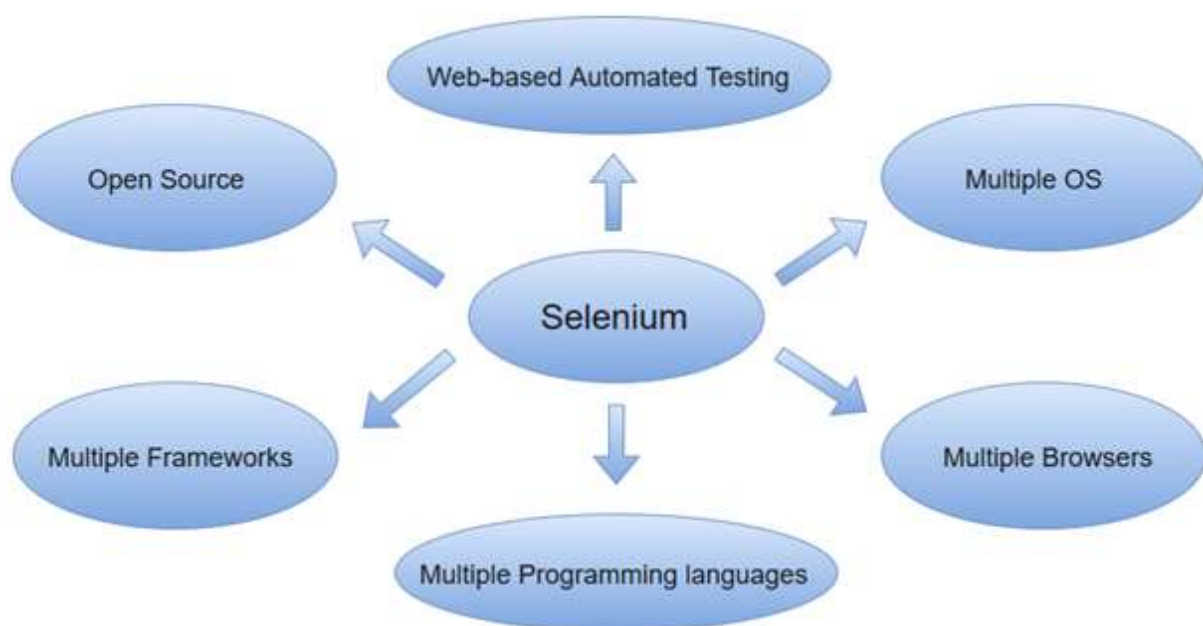 Web-based Automated Testing
Open Source
Multiple OS
Selenium
Multiple Frameworks
Multiple Browsers
Multiple Programming languages